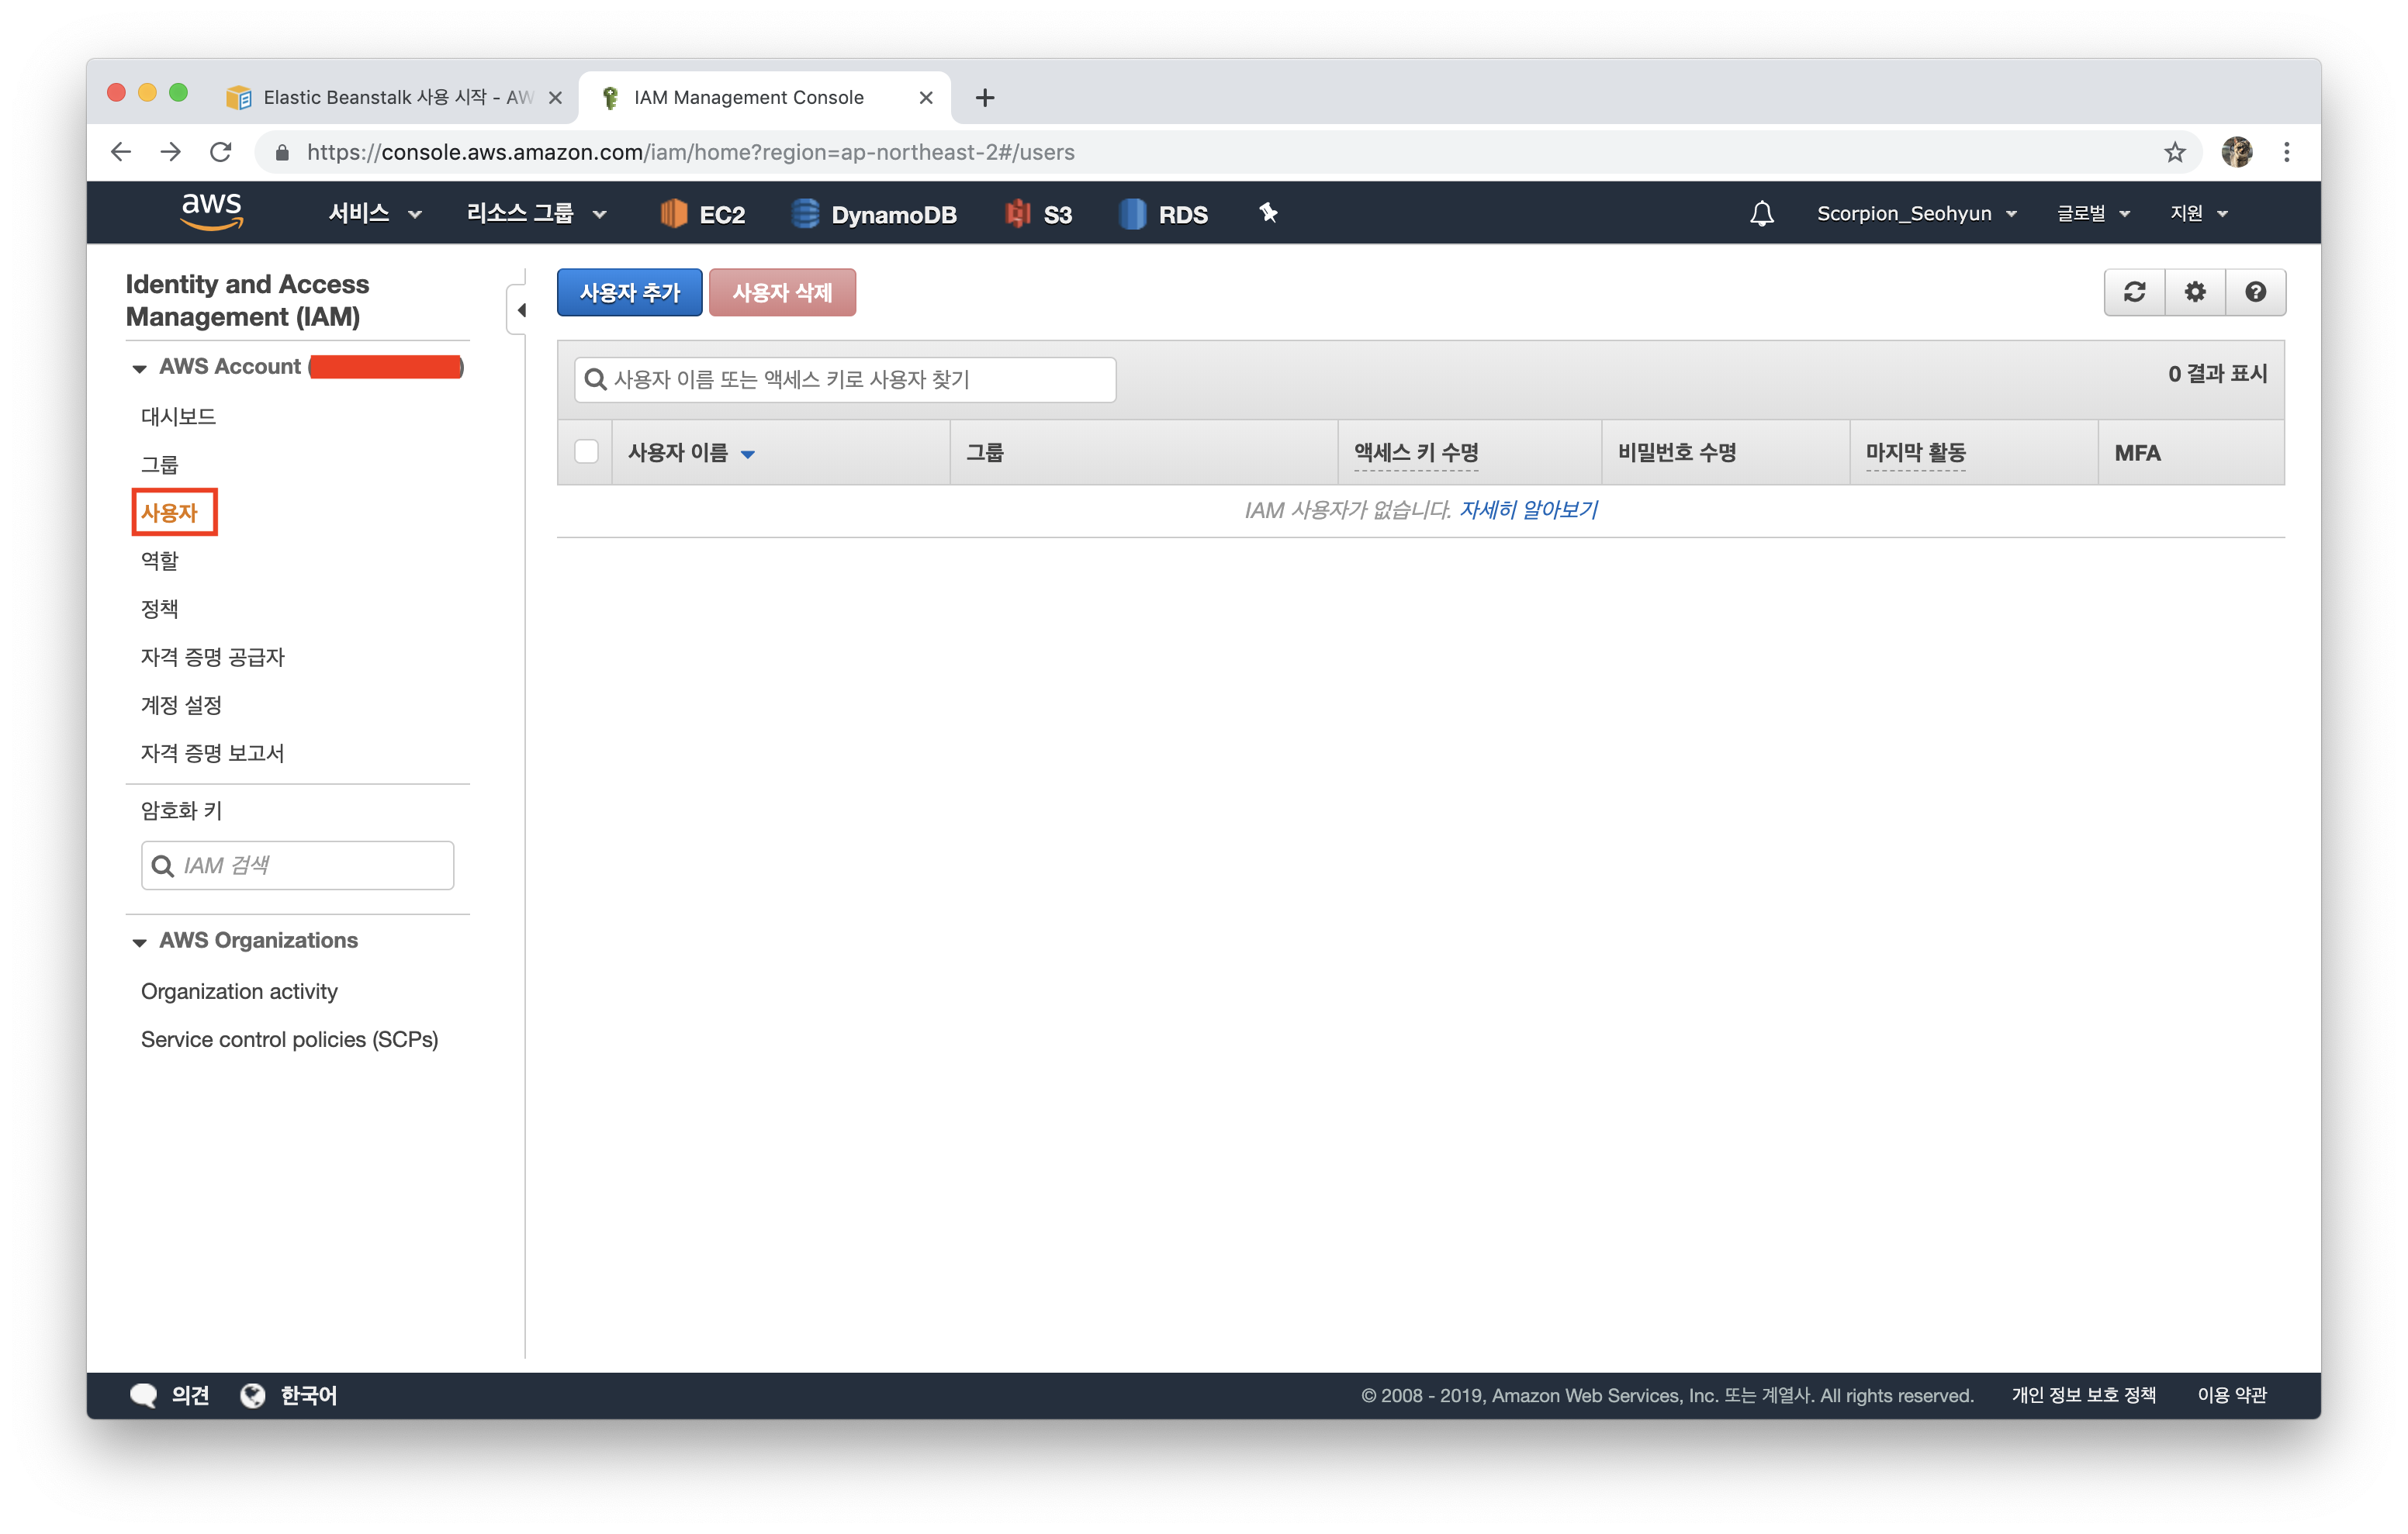 Elastic Beanstalk 사용 시작 - AW
IAM Management Console
https://console.aws.amazon.com/iam/home?region=ap-northeast-2#/users
aws 서비스 리소스 그룹 EC2 DynamoDB S3 RDS Scorpion_Seohyun 글로벌 지원
Identity and Access
Management (IAM)
AWS Account ( )
대시보드
그룹
사용자
역할
정책
자격 증명 공급자
계정 설정
자격 증명 보고서
암호화 키
IAM 검색
AWS Organizations
Organization activity
Service control policies (SCPs)
사용자 추가 사용자 삭제
사용자 이름 또는 액세스 키로 사용자 찾기
0 결과 표시
사용자 이름 그룹 액세스 키 수명 비밀번호 수명 마지막 활동 MFA
IAM 사용자가 없습니다. 자세히 알아보기
의견 한국어 © 2008 - 2019, Amazon Web Services, Inc. 또는 계열사. All rights reserved. 개인 정보 보호 정책 이용 약관